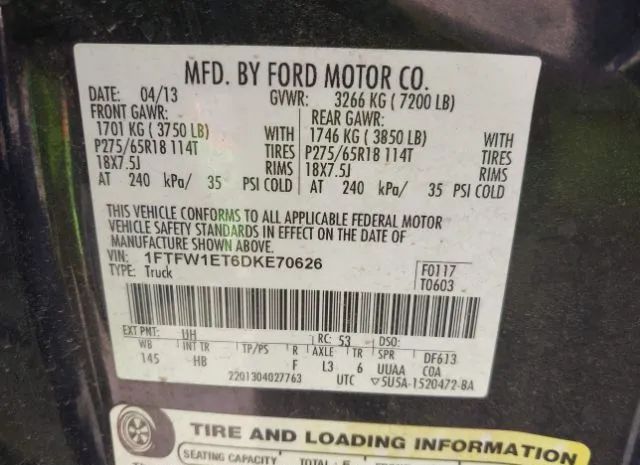 MFD. BY FORD MOTOR CO.
DATE: 04/13 GVWR: 3266 KG ( 7200 LB)
FRONT GAWR: REAR GAWR:
1701 KG ( 3750 LB) WITH 1746 KG ( 3850 LB) WITH
P275/65R18 114T TIRES P275/65R18 114T TIRES
18X7.5J RIMS 18X7.5J RIMS
AT 240 kPa/ 35 PSI COLD AT 240 kPa/ 35 PSI COLD
THIS VEHICLE CONFORMS TO ALL APPLICABLE FEDERAL MOTOR
VEHICLE SAFETY STANDARDS IN EFFECT ON THE DATE OF
MANUFACTURE SHOWN ABOVE.
VIN: 1FTFW1ET6DKE70626 F0117
TYPE: Truck T0603
EXT PNT: UH RC: 53 DSO:
WB INT TR TP/PS R AXLE TR SPR DF613
145 HB F L3 6 UUAA COA
2201304027763 UTC ▽SU5A-1520472-BA
TIRE AND LOADING INFORMATION
SEATING CAPACITY